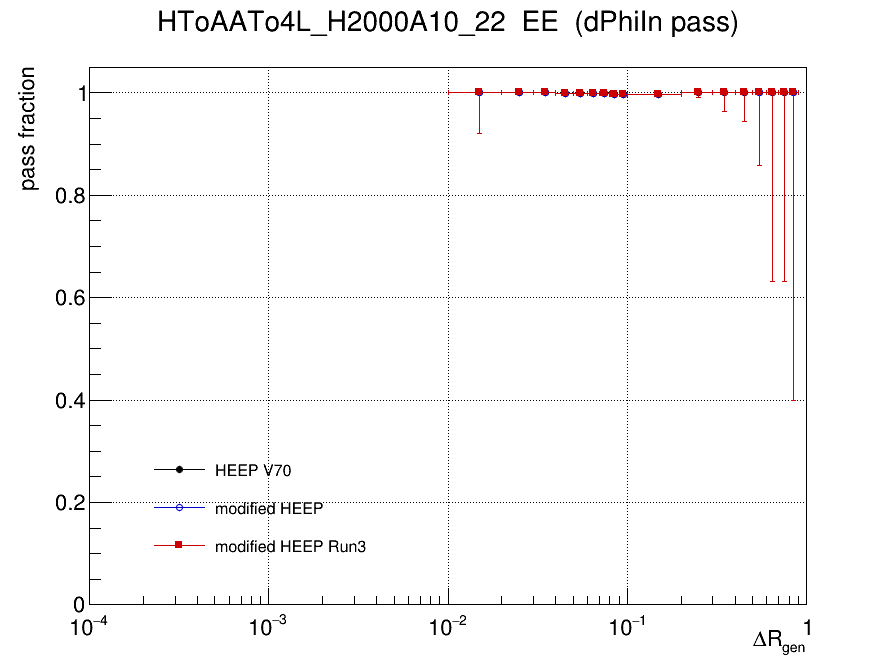 HToAATo4L_H2000A10_22 EE (dPhiIn pass)
pass fraction
1
0.8
0.6
0.4
0.2
0
HEEP V70
modified HEEP
modified HEEP Run3
10⁻⁴ 10⁻³ 10⁻² 10⁻¹ 1
ΔR_gen